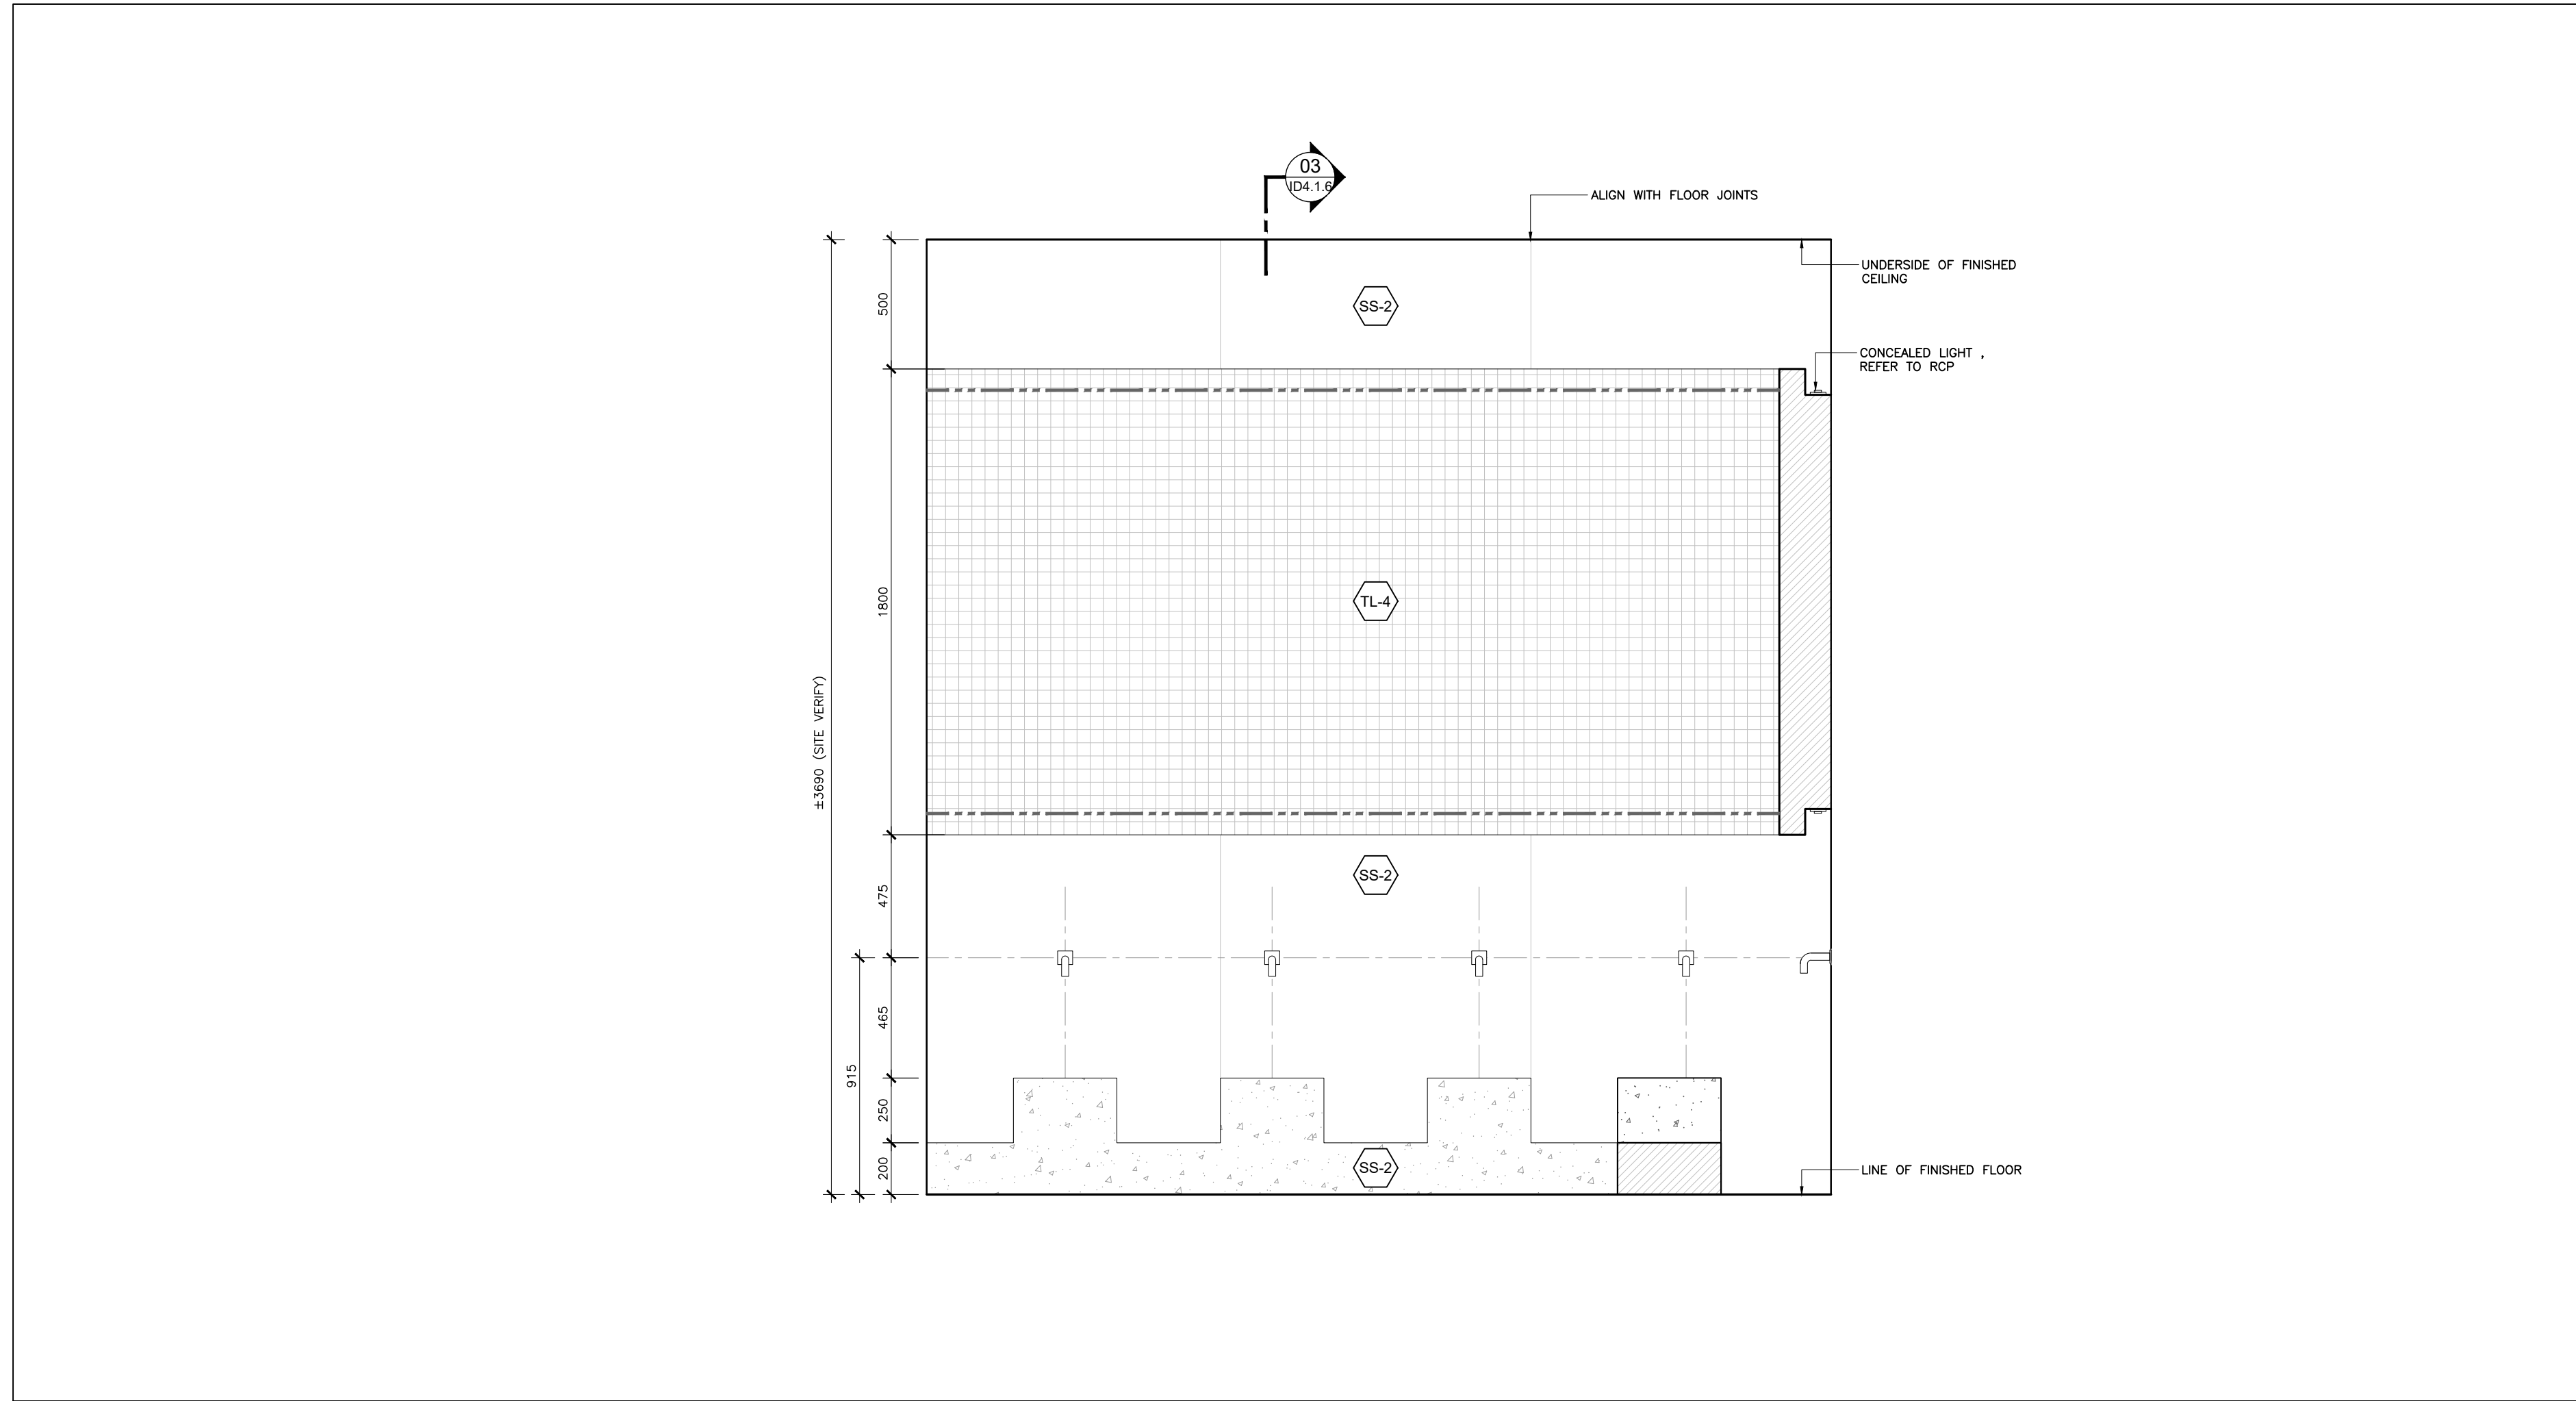 03
ID4.1.6
ALIGN WITH FLOOR JOINTS
UNDERSIDE OF FINISHED
CEILING
500
SS-2
CONCEALED LIGHT ,
REFER TO RCP
1800
TL-4
±3690 (SITE VERIFY)
SS-2
475
465
915
250
200
SS-2
LINE OF FINISHED FLOOR